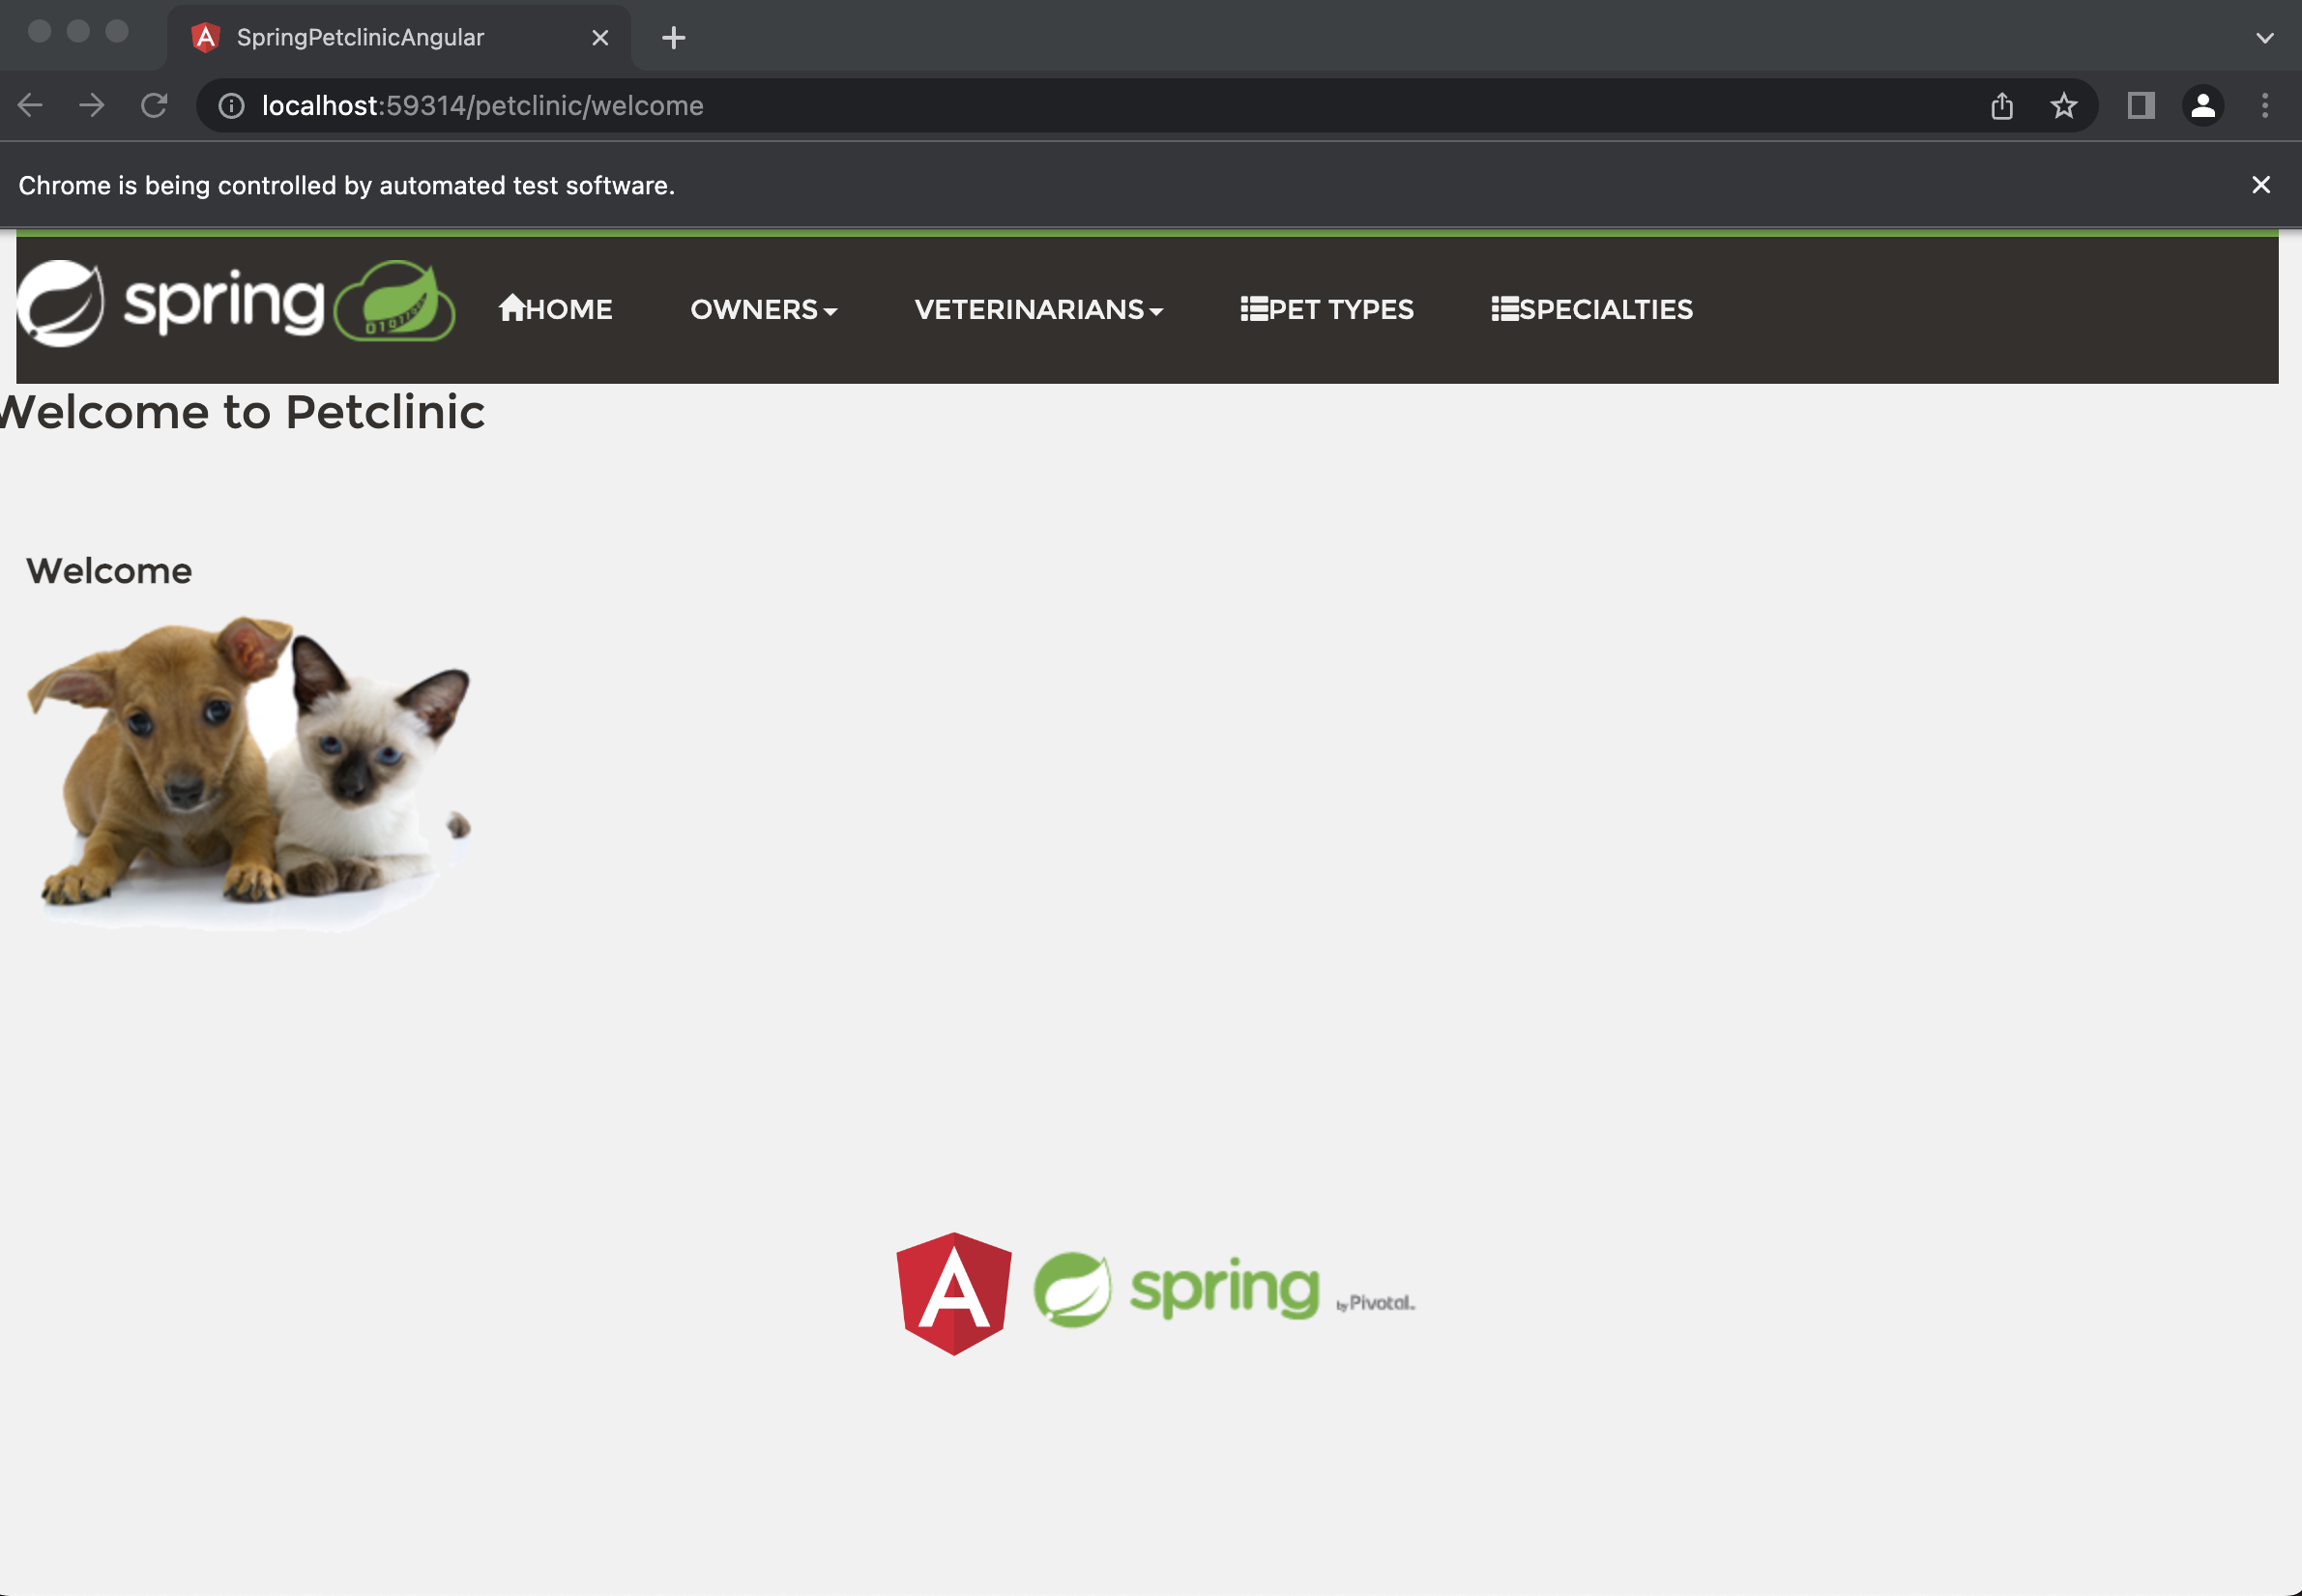 SpringPetclinicAngular
localhost:59314/petclinic/welcome
Chrome is being controlled by automated test software.
spring HOME OWNERS VETERINARIANS PET TYPES SPECIALTIES
Welcome to Petclinic
Welcome
A spring by Pivotal